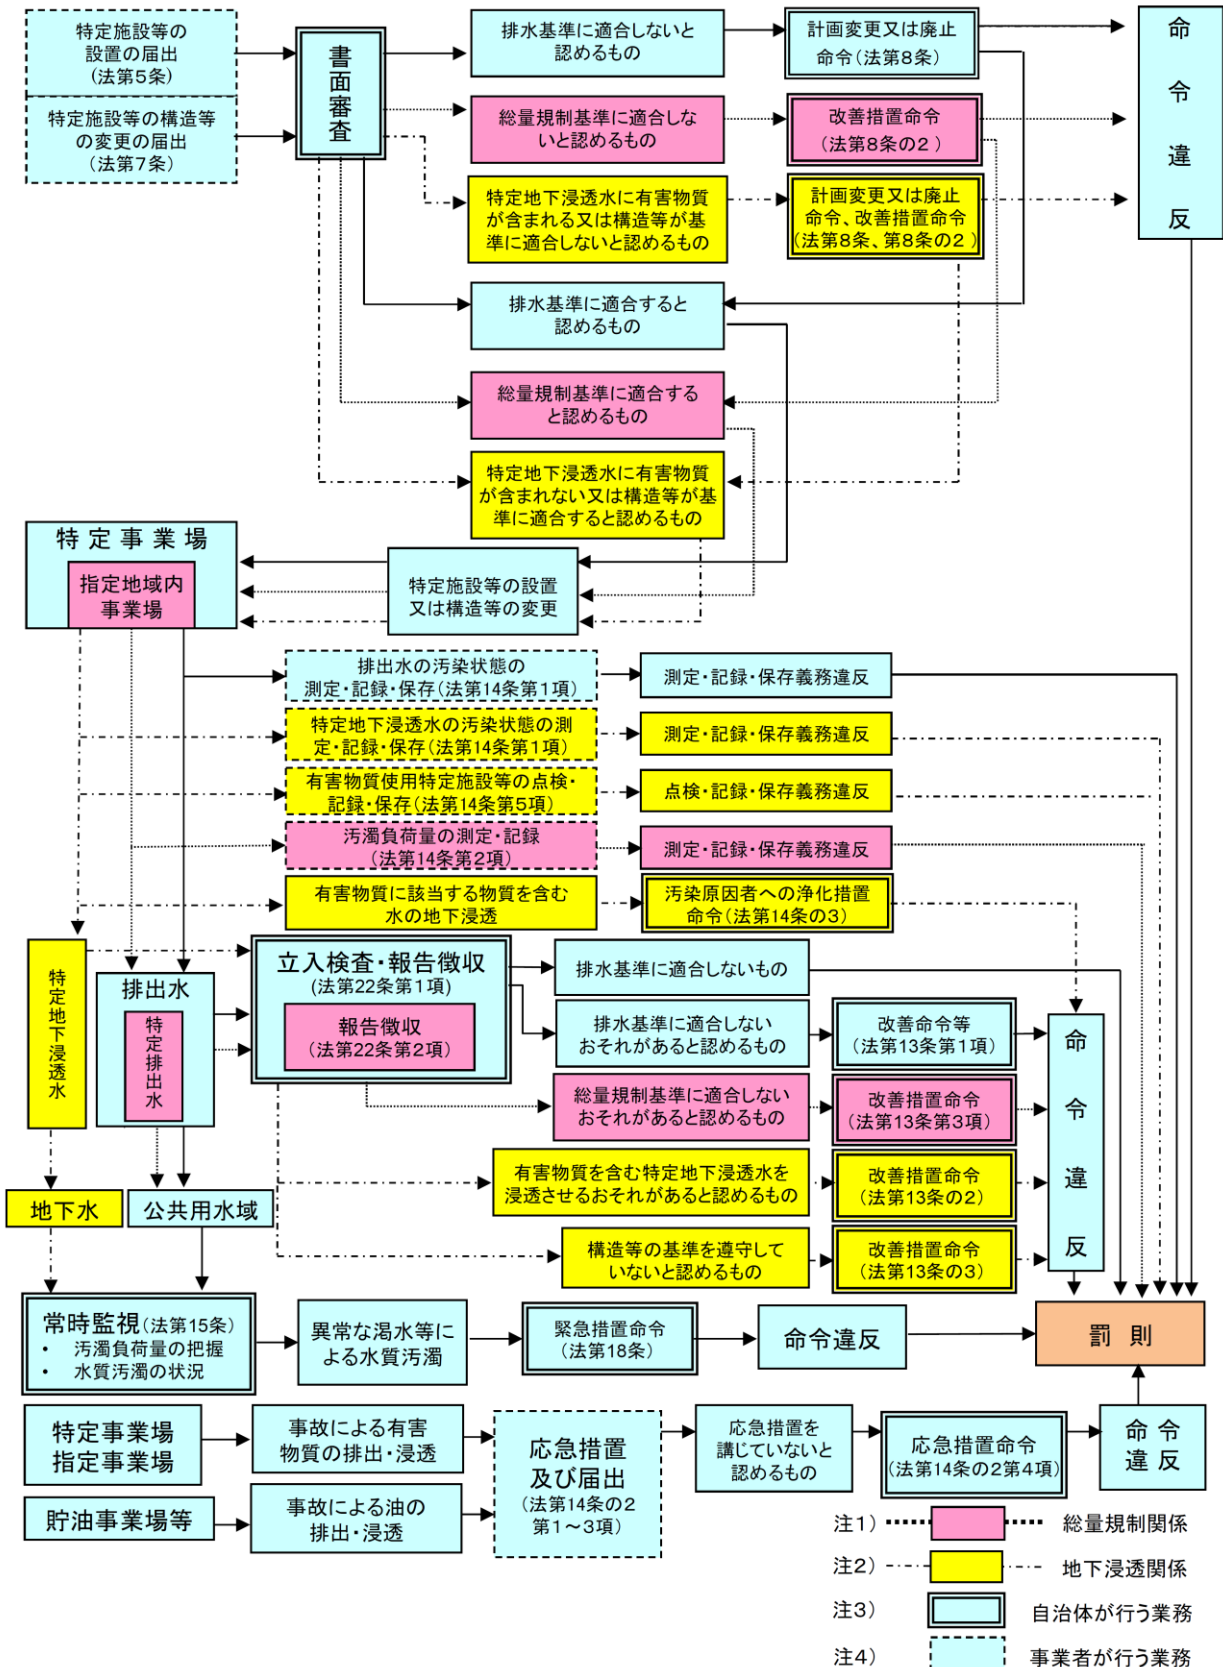 特定施設等の
設置の届出
(法第5条)
特定施設等の構造等
の変更の届出
(法第7条)
書面審査
排水基準に適合しないと
認めるもの
計画変更又は廃止
命令(法第8条)
命令違反
総量規制基準に適合しな
いと認めるもの
改善措置命令
(法第8条の2)
特定地下浸透水に有害物質
が含まれる又は構造等が基
準に適合しないと認めるもの
計画変更又は廃止
命令、改善措置命令
(法第8条、第8条の2)
排水基準に適合すると
認めるもの
総量規制基準に適合する
と認めるもの
特定地下浸透水に有害物質
が含まれない又は構造等が基
準に適合すると認めるもの
特定事業場
指定地域内
事業場
特定施設等の設置
又は構造等の変更
排出水の汚染状態の
測定・記録・保存(法第14条第1項)
測定・記録・保存義務違反
特定地下浸透水の汚染状態の測
定・記録・保存(法第14条第1項)
測定・記録・保存義務違反
有害物質使用特定施設等の点検・
記録・保存(法第14条第5項)
点検・記録・保存義務違反
汚濁負荷量の測定・記録
(法第14条第2項)
測定・記録・保存義務違反
有害物質に該当する物質を含む
水の地下浸透
汚染原因者への浄化措置
命令(法第14条の3)
特定地下浸透水
排出水
特定排出水
立入検査・報告徴収
(法第22条第1項)
報告徴収
(法第22条第2項)
排水基準に適合しないもの
排水基準に適合しない
おそれがあると認めるもの
改善命令等
(法第13条第1項)
命令違反
総量規制基準に適合しない
おそれがあると認めるもの
改善措置命令
(法第13条第3項)
有害物質を含む特定地下浸透水を
浸透させるおそれがあると認めるもの
改善措置命令
(法第13条の2)
構造等の基準を遵守して
いないと認めるもの
改善措置命令
(法第13条の3)
地下水
公共用水域
常時監視(法第15条)
• 汚濁負荷量の把握
• 水質汚濁の状況
異常な渇水等に
よる水質汚濁
緊急措置命令
(法第18条)
命令違反
罰則
特定事業場
指定事業場
事故による有害
物質の排出・浸透
貯油事業場等
事故による油の
排出・浸透
応急措置
及び届出
(法第14条の2
第1～3項)
応急措置を
講じていないと
認めるもの
応急措置命令
(法第14条の2第4項)
命令
違反
注1) 総量規制関係
注2) 地下浸透関係
注3) 自治体が行う業務
注4) 事業者が行う業務